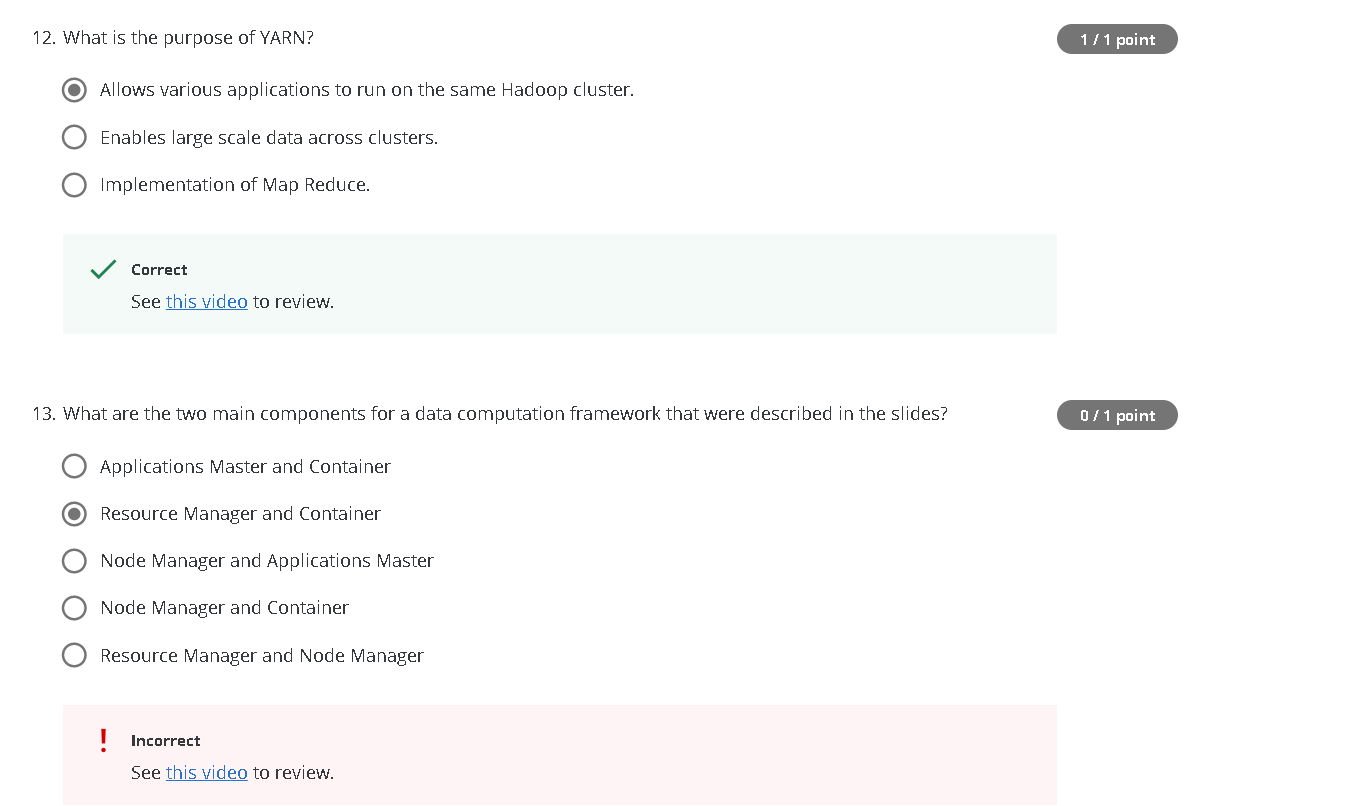 12. What is the purpose of YARN?
1 / 1 point
Allows various applications to run on the same Hadoop cluster.
Enables large scale data across clusters.
Implementation of Map Reduce.
Correct
See this video to review.
13. What are the two main components for a data computation framework that were described in the slides?
0 / 1 point
Applications Master and Container
Resource Manager and Container
Node Manager and Applications Master
Node Manager and Container
Resource Manager and Node Manager
Incorrect
See this video to review.